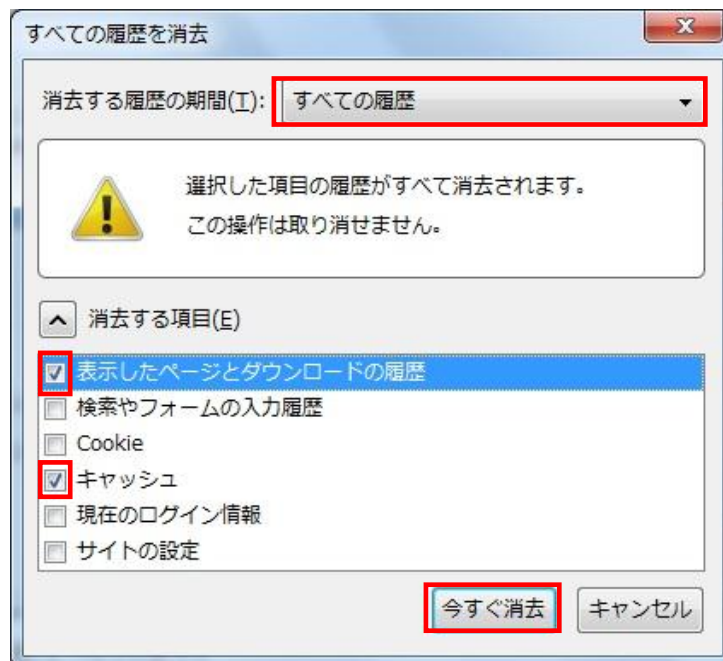 すべての履歴を消去
消去する履歴の期間(T): すべての履歴
選択した項目の履歴がすべて消去されます。
この操作は取り消せません。
消去する項目(E)
表示したページとダウンロードの履歴
検索やフォームの入力履歴
Cookie
キャッシュ
現在のログイン情報
サイトの設定
今すぐ消去 キャンセル